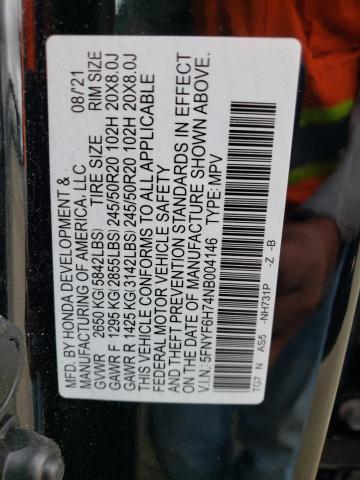 MFD. BY HONDA DEVELOPMENT & 08/21
MANUFACTURING OF AMERICA, LLC
GVWR 2650 KG(5842LBS) TIRE SIZE RIM SIZE
GAWR F 1295 KG(2855LBS) 245/50R20 102H 20X8.0J
GAWR R 1425 KG(3142LBS) 245/50R20 102H 20X8.0J
THIS VEHICLE CONFORMS TO ALL APPLICABLE
FEDERAL MOTOR VEHICLE SAFETY AND
THEFT PREVENTION STANDARDS IN EFFECT
ON THE DATE OF MANUFACTURE SHOWN ABOVE.
V.I.N.: 5FNYF6H74NB004146 TYPE: MPV
TG7 N AS5 -NH731P -Z -B